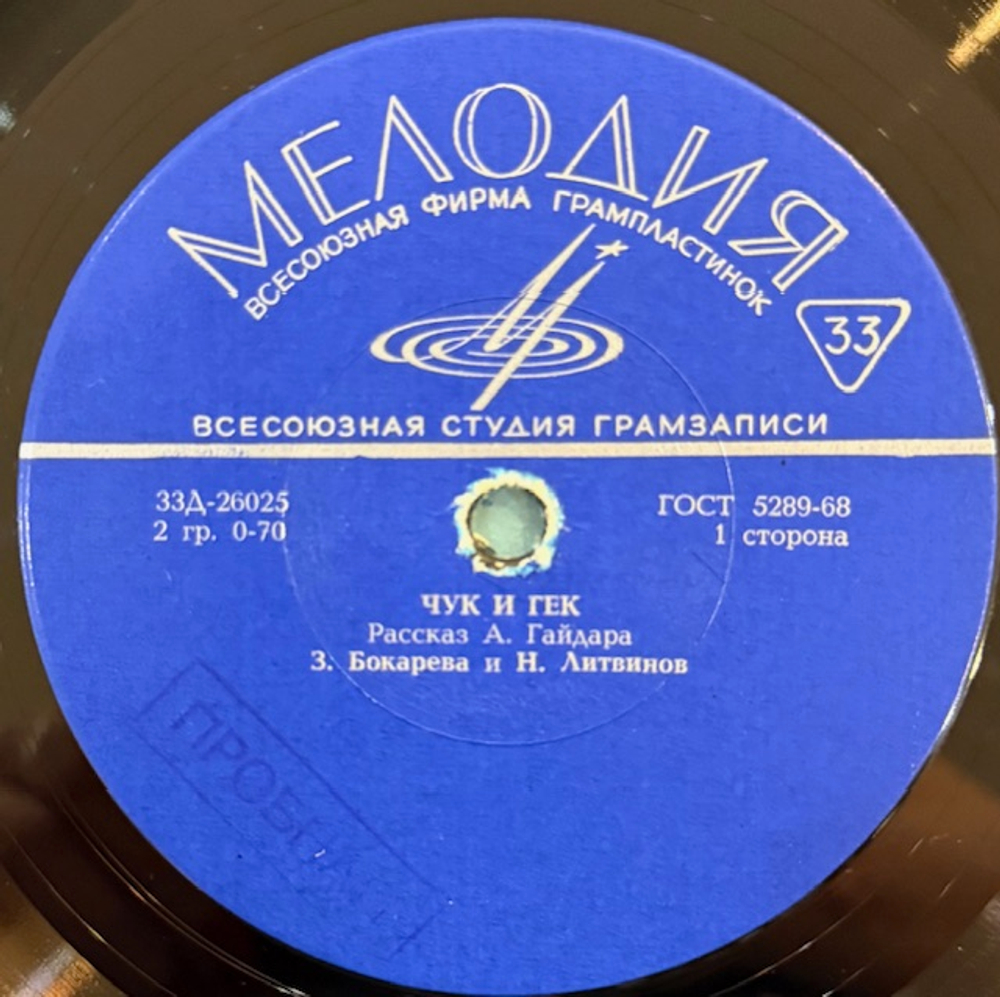 МЕЛОДИЯ
ВСЕСОЮЗНАЯ ФИРМА ГРАМПЛАСТИНОК
33
ВСЕСОЮЗНАЯ СТУДИЯ ГРАМЗАПИСИ
33Д-26025
2 гр. 0-70
ГОСТ 5289-68
1 сторона
ЧУК И ГЕК
Рассказ А. Гайдара
З. Бокарева и Н. Литвинов